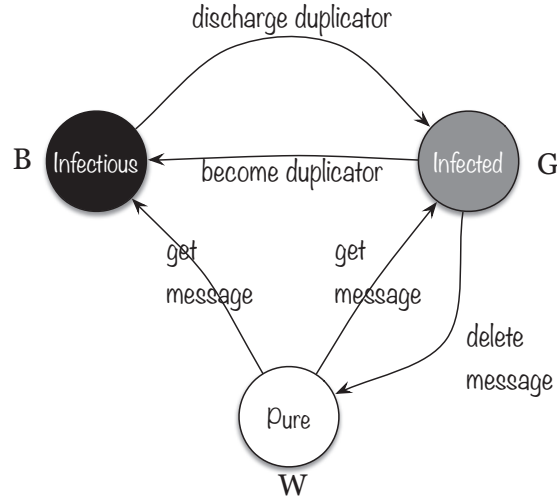 discharge duplicator
B
Infectious
Infected
G
become duplicator
get
message
get
message
delete
message
Pure
W